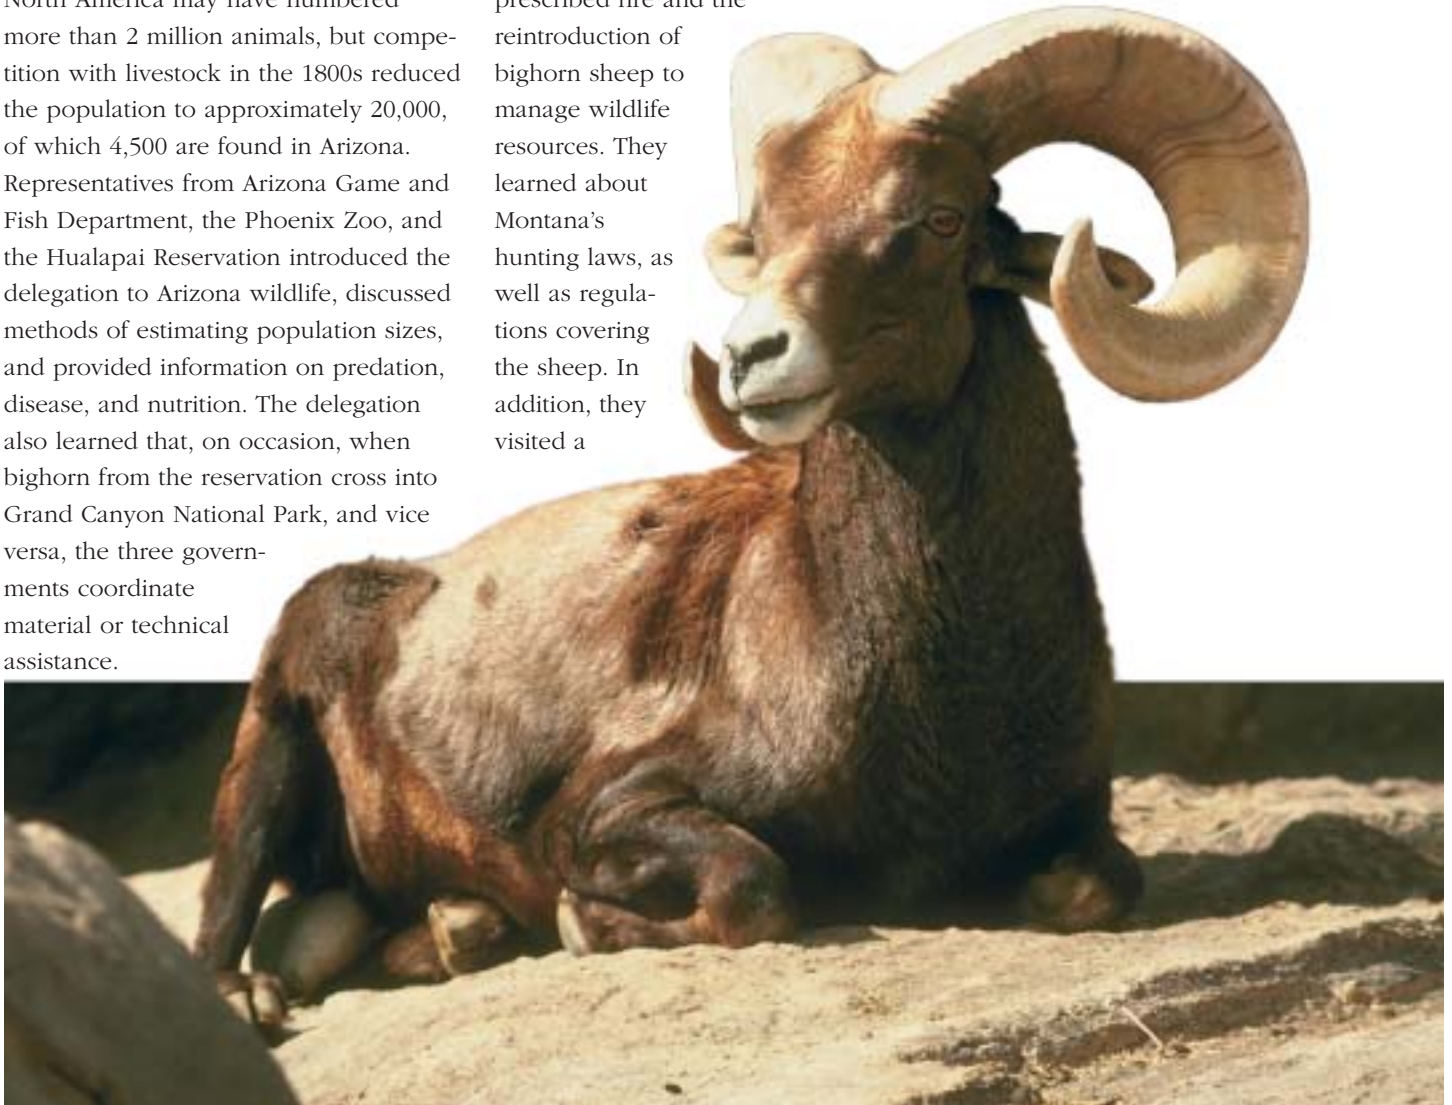 North America may have numbered
more than 2 million animals, but compe-
tition with livestock in the 1800s reduced
the population to approximately 20,000,
of which 4,500 are found in Arizona.
Representatives from Arizona Game and
Fish Department, the Phoenix Zoo, and
the Hualapai Reservation introduced the
delegation to Arizona wildlife, discussed
methods of estimating population sizes,
and provided information on predation,
disease, and nutrition. The delegation
also learned that, on occasion, when
bighorn from the reservation cross into
Grand Canyon National Park, and vice
versa, the three govern-
ments coordinate
material or technical
assistance.
prescribed fire and the
reintroduction of
bighorn sheep to
manage wildlife
resources. They
learned about
Montana’s
hunting laws, as
well as regula-
tions covering
the sheep. In
addition, they
visited a